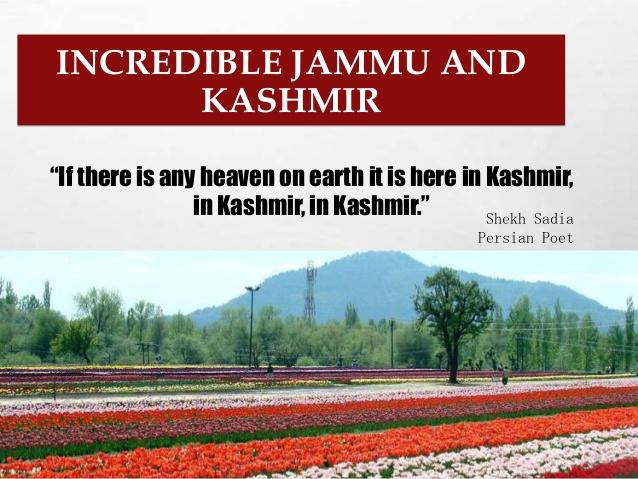 INCREDIBLE JAMMU AND
KASHMIR
“If there is any heaven on earth it is here in Kashmir,
in Kashmir, in Kashmir.”
Shekh Sadia
Persian Poet